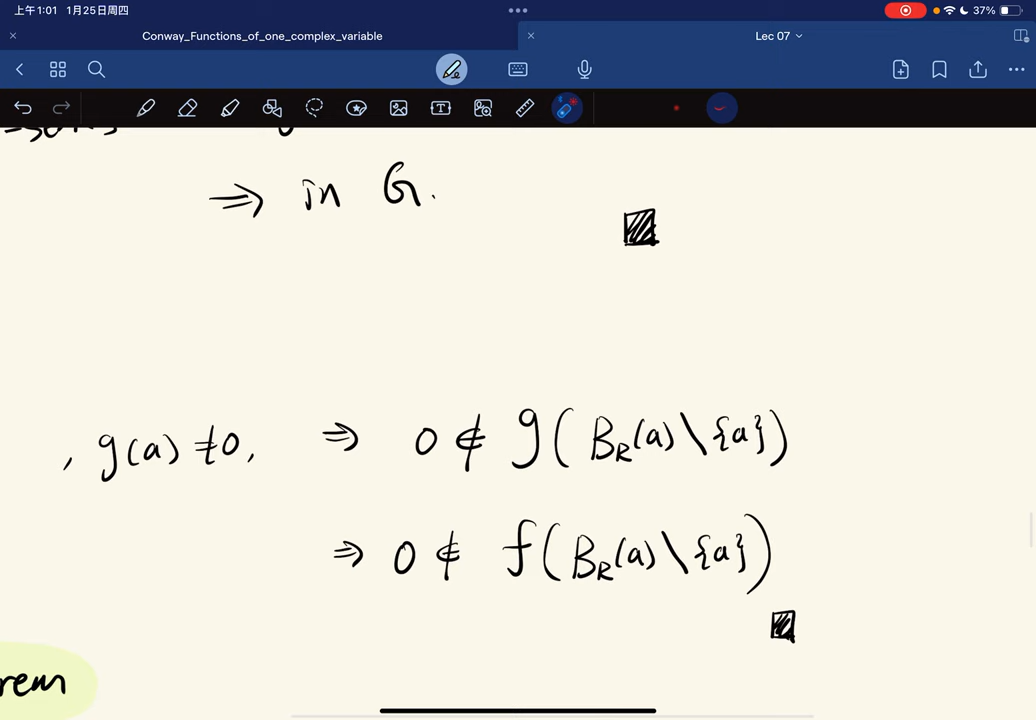 上午1:01 1月25日周四
37%
Conway_Functions_of_one_complex_variable
Lec 07
⇒ in G.
, g(a) ≠0, ⇒ 0 ∉ g( B_R(a)\{a})
⇒ 0 ∉ f( B_R(a)\{a})
rem